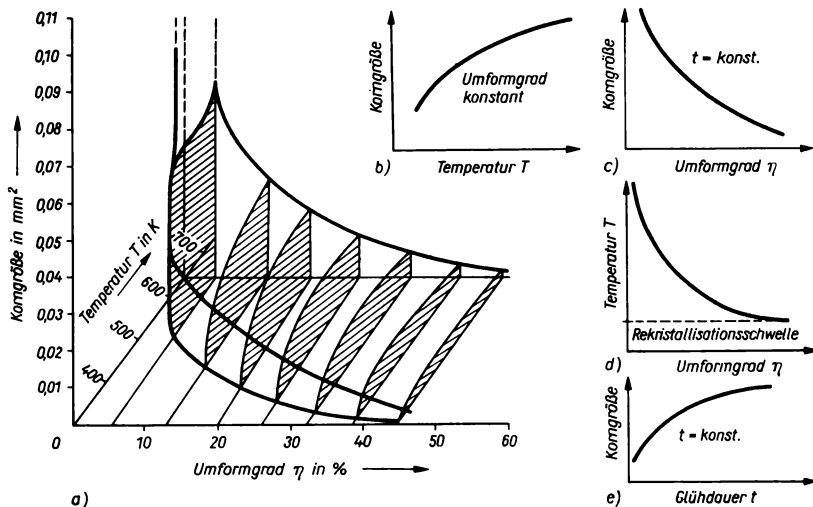 0,11
0,10
0,09
0,08
0,07
0,06
0,05
0,04
0,03
0,02
0,01
0
Korngröße in mm²
Temperatur T in K
400
500
600
700
10
20
30
40
50
60
Umformgrad η in %
a)
Korngröße
Umformgrad
konstant
b)
Temperatur T
Korngröße
t = konst.
c)
Umformgrad η
Temperatur T
Rekristallisationsschwelle
d)
Umformgrad η
Korngröße
t = konst.
e)
Glühdauer t